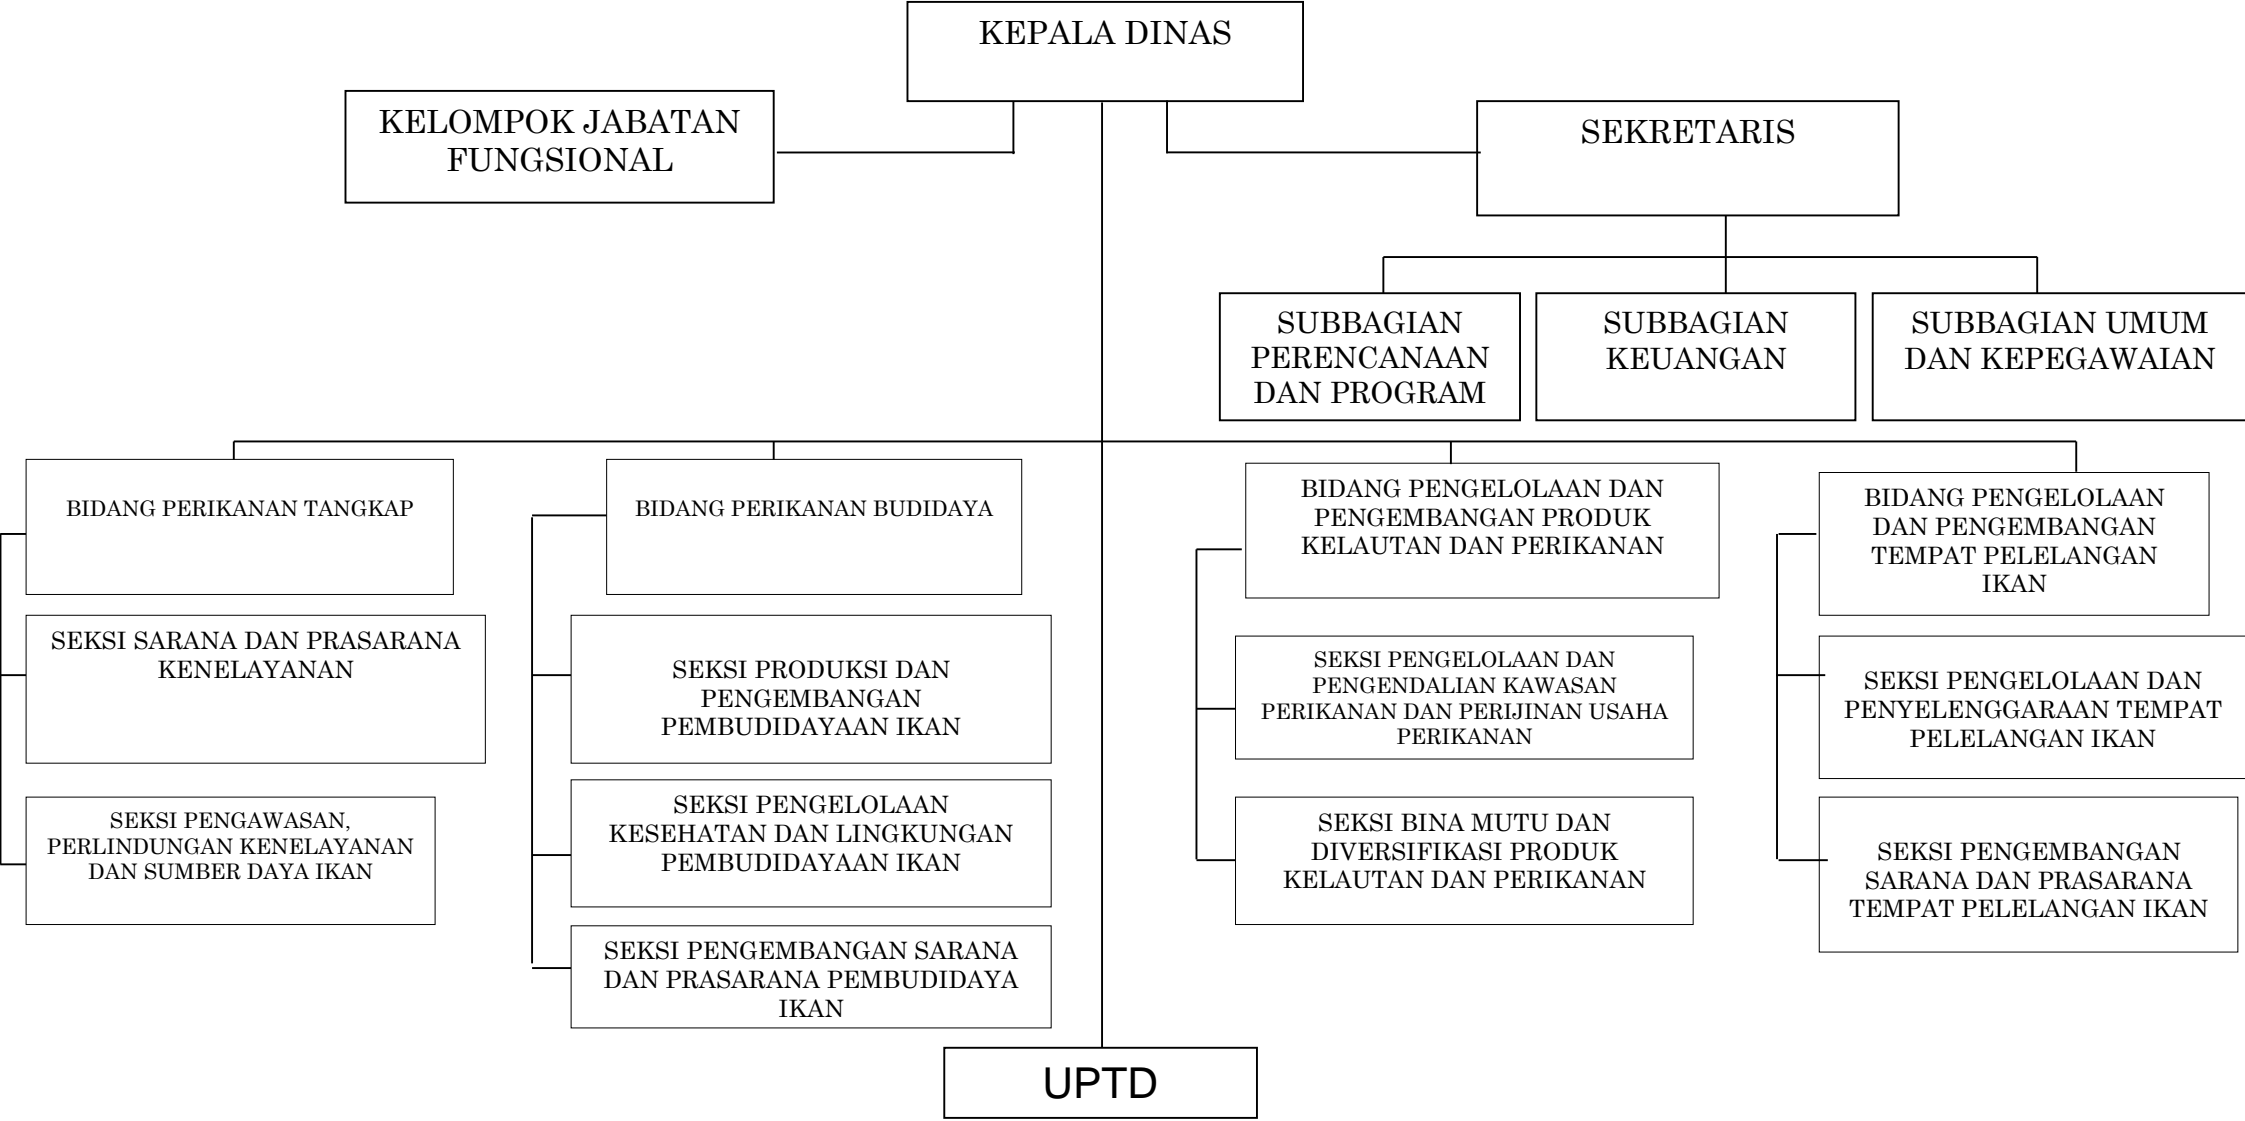 KEPALA DINAS
KELOMPOK JABATAN
FUNGSIONAL
SEKRETARIS
SUBBAGIAN
PERENCANAAN
DAN PROGRAM
SUBBAGIAN
KEUANGAN
SUBBAGIAN UMUM
DAN KEPEGAWAIAN
BIDANG PERIKANAN TANGKAP
SEKSI SARANA DAN PRASARANA
KENELAYANAN
SEKSI PENGAWASAN,
PERLINDUNGAN KENELAYANAN
DAN SUMBER DAYA IKAN
BIDANG PERIKANAN BUDIDAYA
SEKSI PRODUKSI DAN
PENGEMBANGAN
PEMBUDIDAYAAN IKAN
SEKSI PENGELOLAAN
KESEHATAN DAN LINGKUNGAN
PEMBUDIDAYAAN IKAN
SEKSI PENGEMBANGAN SARANA
DAN PRASARANA PEMBUDIDAYA
IKAN
BIDANG PENGELOLAAN DAN
PENGEMBANGAN PRODUK
KELAUTAN DAN PERIKANAN
SEKSI PENGELOLAAN DAN
PENGENDALIAN KAWASAN
PERIKANAN DAN PERIJINAN USAHA
PERIKANAN
SEKSI BINA MUTU DAN
DIVERSIFIKASI PRODUK
KELAUTAN DAN PERIKANAN
BIDANG PENGELOLAAN
DAN PENGEMBANGAN
TEMPAT PELELANGAN
IKAN
SEKSI PENGELOLAAN DAN
PENYELENGGARAAN TEMPAT
PELELANGAN IKAN
SEKSI PENGEMBANGAN
SARANA DAN PRASARANA
TEMPAT PELELANGAN IKAN
UPTD